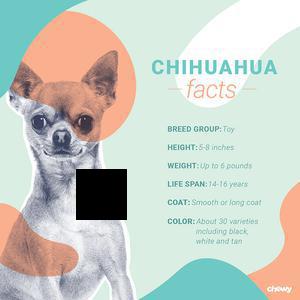 CHIHUAHUA
facts
BREED GROUP: Toy
HEIGHT: 5-8 inches
WEIGHT: Up to 6 pounds
LIFE SPAN: 14-16 years
COAT: Smooth or long coat
COLOR: About 30 varieties
including black,
white and tan
chewy